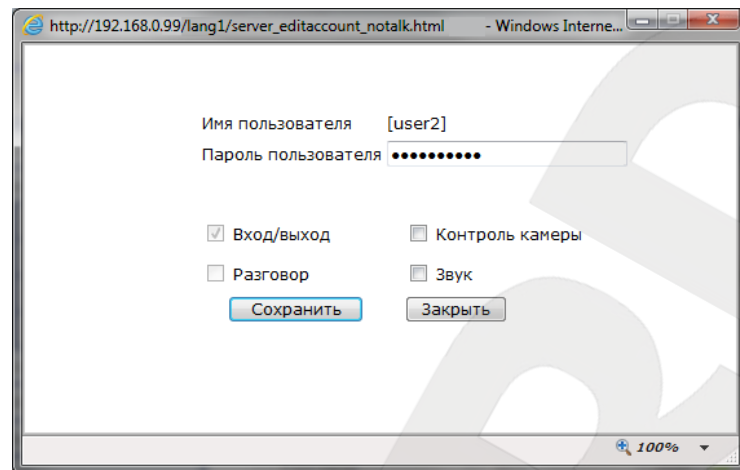 http://192.168.0.99/lang1/server_editaccount_notalk.html - Windows Interne...
Имя пользователя [user2]
Пароль пользователя ••••••••••
Вход/выход Контроль камеры
Разговор Звук
Сохранить Закрыть
100%